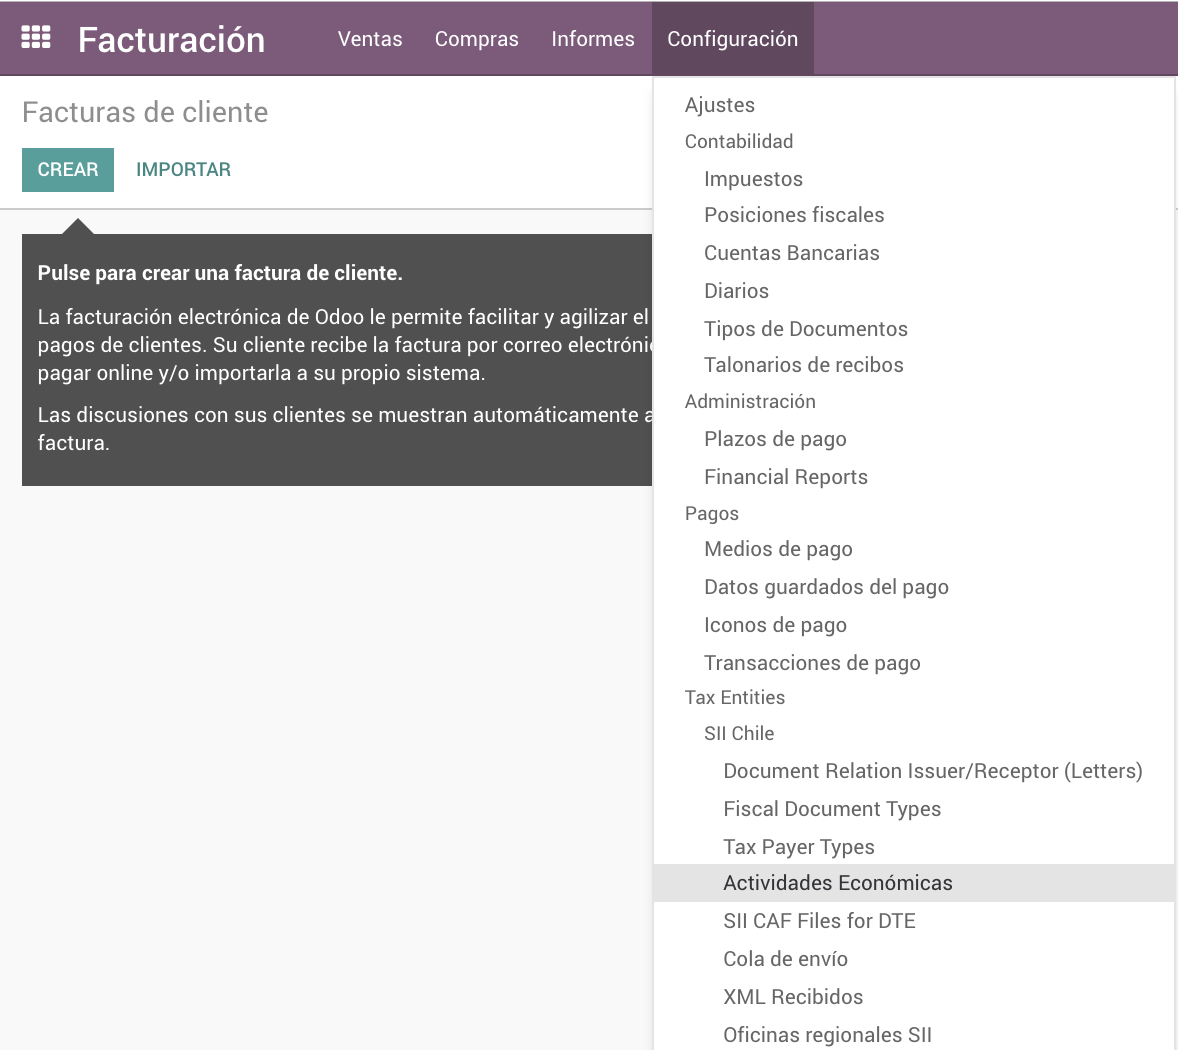 Facturación
Ventas
Compras
Informes
Configuración
Facturas de cliente
CREAR
IMPORTAR
Pulse para crear una factura de cliente.
La facturación electrónica de Odoo le permite facilitar y agilizar el
pagos de clientes. Su cliente recibe la factura por correo electróni
pagar online y/o importarla a su propio sistema.
Las discusiones con sus clientes se muestran automáticamente a
factura.
Ajustes
Contabilidad
Impuestos
Posiciones fiscales
Cuentas Bancarias
Diarios
Tipos de Documentos
Talonarios de recibos
Administración
Plazos de pago
Financial Reports
Pagos
Medios de pago
Datos guardados del pago
Iconos de pago
Transacciones de pago
Tax Entities
SII Chile
Document Relation Issuer/Receptor (Letters)
Fiscal Document Types
Tax Payer Types
Actividades Económicas
SII CAF Files for DTE
Cola de envío
XML Recibidos
Oficinas regionales SII